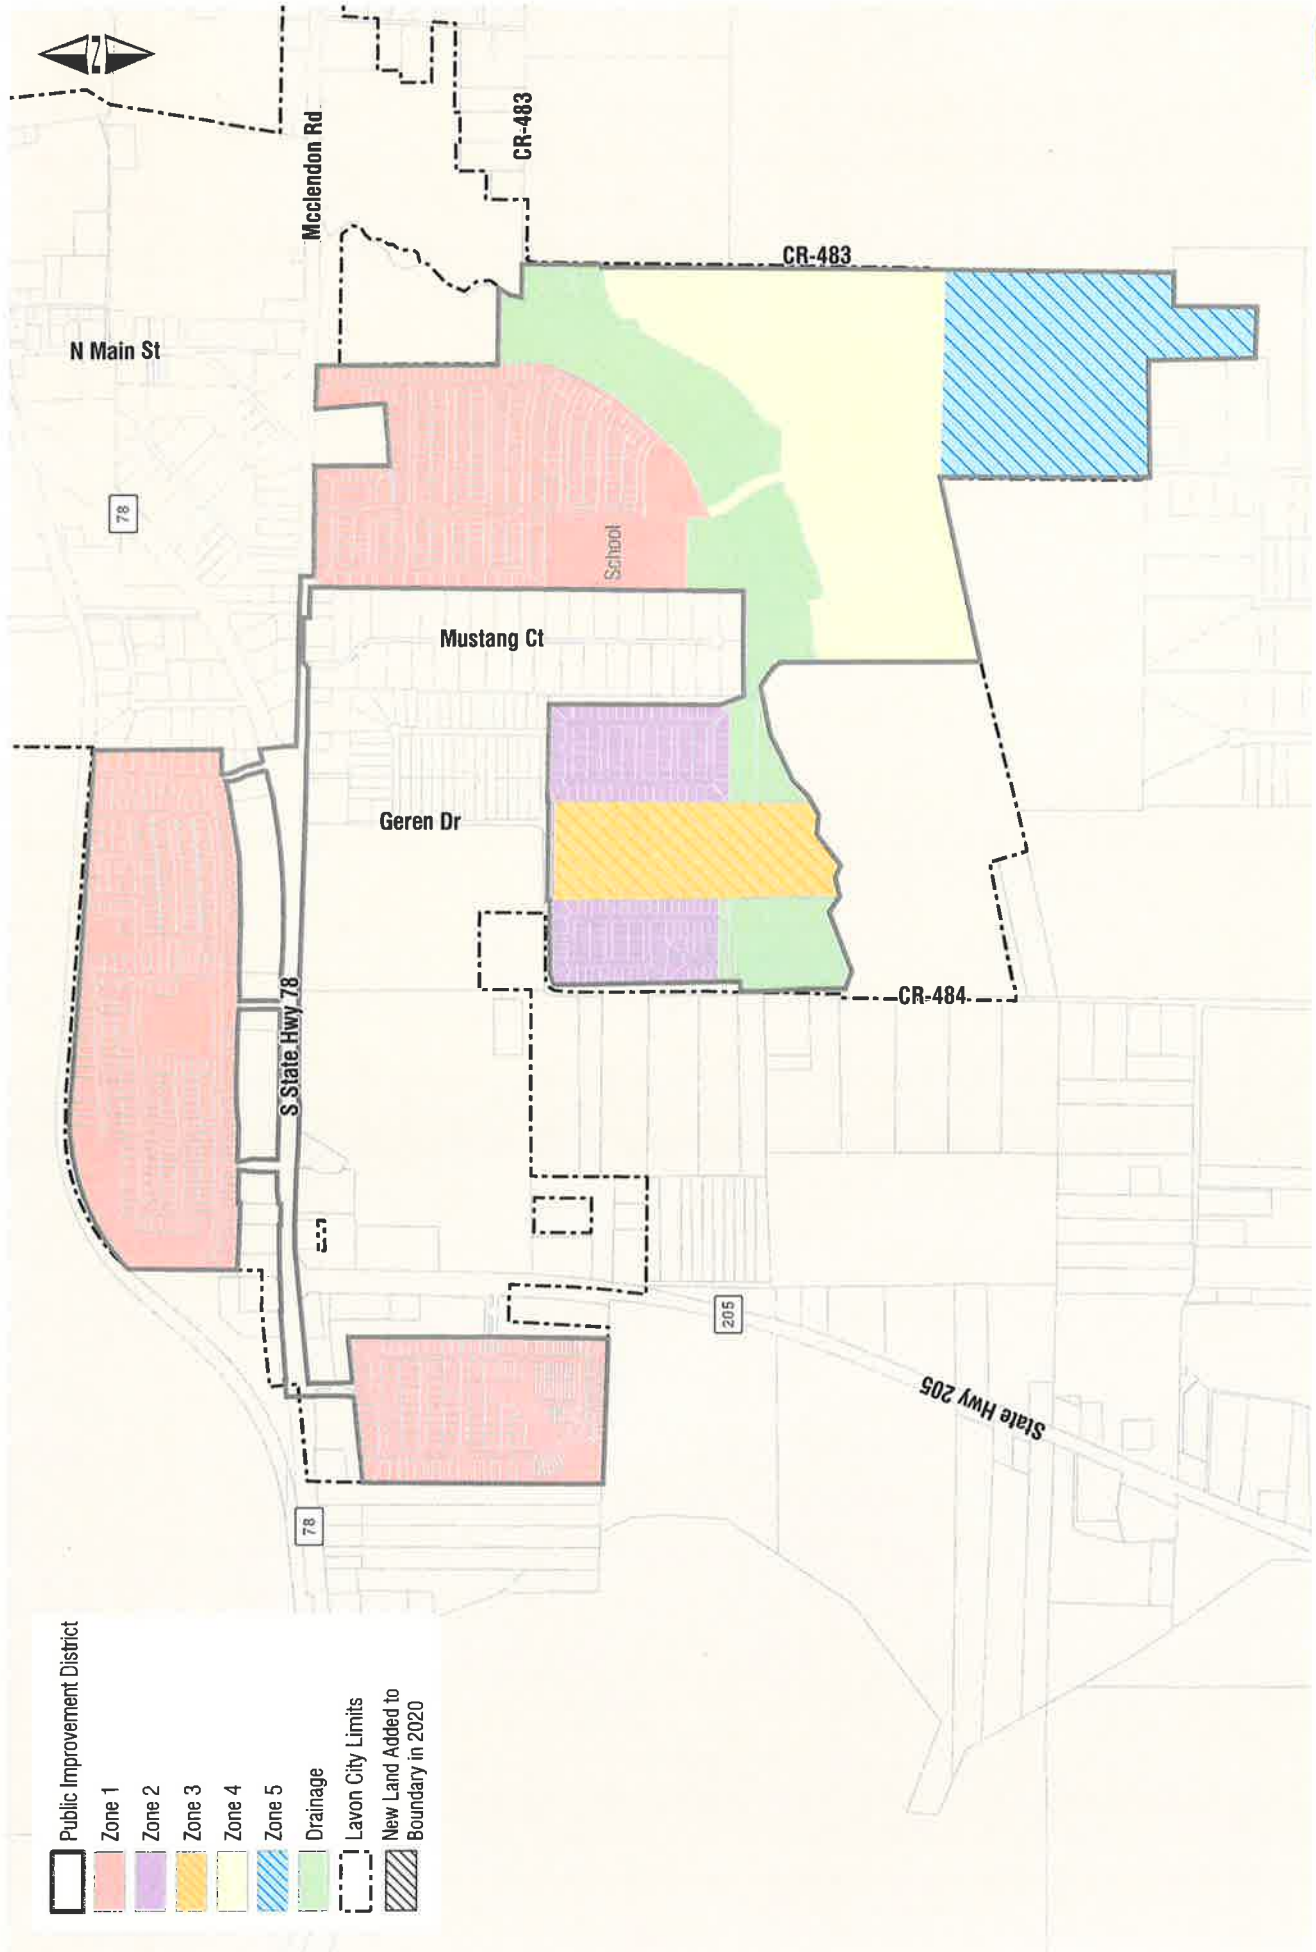 N
N Main St
Mcclendon Rd
CR-483
CR-483
78
School
Mustang Ct
Geren Dr
S State Hwy 78
CR-484
205
State Hwy 205
78
Public Improvement District
Zone 1
Zone 2
Zone 3
Zone 4
Zone 5
Drainage
Lavon City Limits
New Land Added to
Boundary in 2020